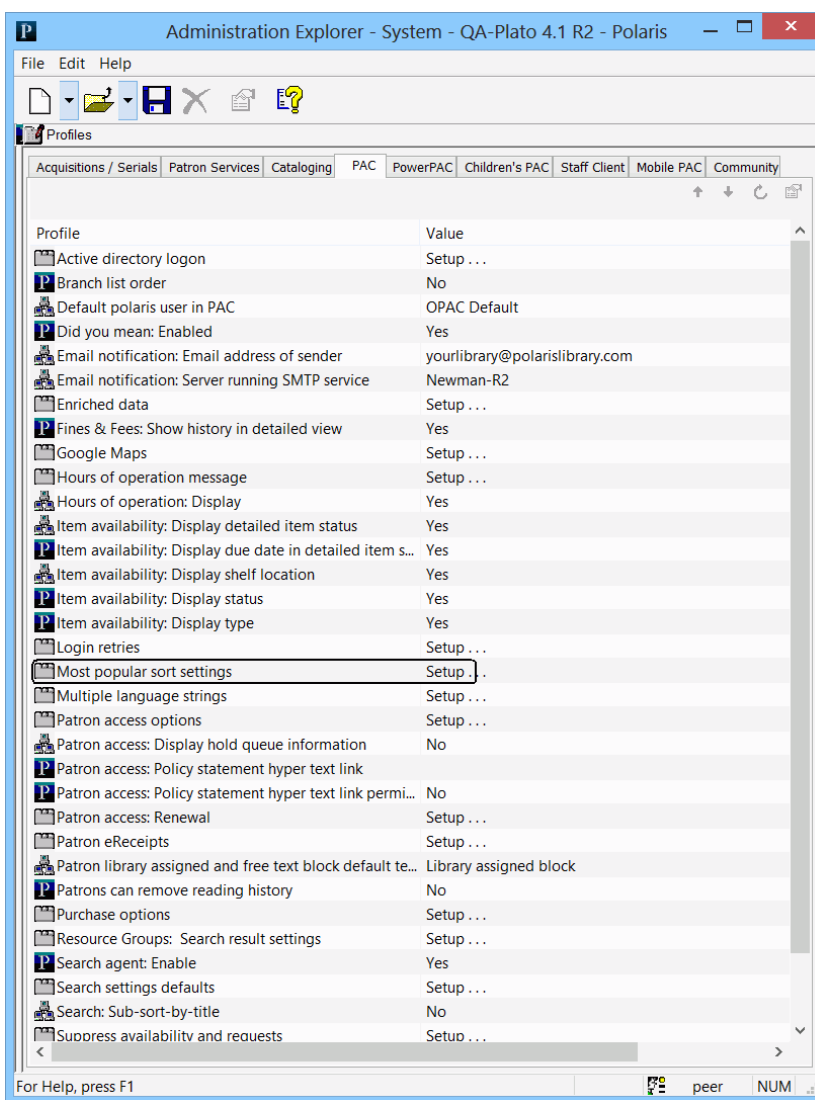 Administration Explorer - System - QA-Plato 4.1 R2 - Polaris
File Edit Help
Profiles
Acquisitions / Serials Patron Services Cataloging PAC PowerPAC Children's PAC Staff Client Mobile PAC Community
Profile Value
Active directory logon Setup . . .
Branch list order No
Default polaris user in PAC OPAC Default
Did you mean: Enabled Yes
Email notification: Email address of sender yourlibrary@polarislibrary.com
Email notification: Server running SMTP service Newman-R2
Enriched data Setup . . .
Fines & Fees: Show history in detailed view Yes
Google Maps Setup . . .
Hours of operation message Setup . . .
Hours of operation: Display Yes
Item availability: Display detailed item status Yes
Item availability: Display due date in detailed item s... Yes
Item availability: Display shelf location Yes
Item availability: Display status Yes
Item availability: Display type Yes
Login retries Setup . . .
Most popular sort settings Setup . . .
Multiple language strings Setup . . .
Patron access options Setup . . .
Patron access: Display hold queue information No
Patron access: Policy statement hyper text link
Patron access: Policy statement hyper text link permi... No
Patron access: Renewal Setup . . .
Patron eReceipts Setup . . .
Patron library assigned and free text block default te... Library assigned block
Patrons can remove reading history No
Purchase options Setup . . .
Resource Groups: Search result settings Setup . . .
Search agent: Enable Yes
Search settings defaults Setup . . .
Search: Sub-sort-by-title No
Suppress availability and requests Setup . . .
For Help, press F1 peer NUM